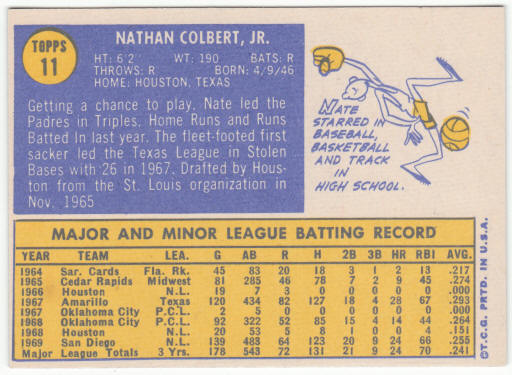 TOPPS
11
NATHAN COLBERT, JR.
HT: 6'2 WT: 190 BATS: R
THROWS: R BORN: 4/9/46
HOME: HOUSTON, TEXAS
Getting a chance to play, Nate led the
Padres in Triples, Home Runs and Runs
Batted In last year. The fleet-footed first
sacker led the Texas League in Stolen
Bases with 26 in 1967. Drafted by Hous-
ton from the St. Louis organization in
Nov. 1965
NATE
STARRED IN
BASEBALL,
BASKETBALL
AND TRACK
IN
HIGH SCHOOL.
MAJOR AND MINOR LEAGUE BATTING RECORD
YEAR TEAM LEA. G AB R H 2B 3B HR RBI AVG.
1964 Sar. Cards Fla. Rk. 45 83 20 18 3 1 2 13 .217
1965 Cedar Rapids Midwest 81 285 46 78 7 2 9 45 .274
1966 Houston N.L. 19 7 3 0 0 0 0 0 .000
1967 Amarillo Texas 120 434 82 127 18 4 28 67 .293
1967 Oklahoma City P.C.L. 2 5 0 0 0 0 0 0 .000
1968 Oklahoma City P.C.L. 92 322 52 85 15 4 14 44 .264
1968 Houston N.L. 20 53 5 8 1 0 0 4 .151
1969 San Diego N.L. 139 483 64 123 20 9 24 66 .255
Major League Totals 3 Yrs. 178 543 72 131 21 9 24 70 .241
©T.C.G. PRTD. IN U.S.A.